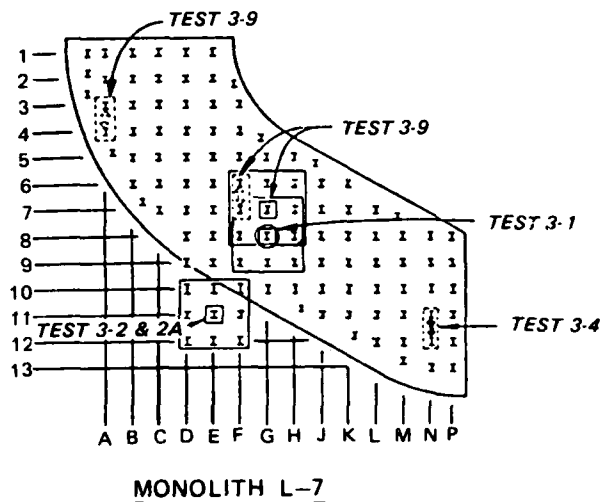 TEST 3-9
1
2
3
4
TEST 3-9
5
6
7
8
TEST 3-1
9
10
11
TEST 3-2 & 2A
TEST 3-4
12
13
A B C D E F G H J K L M N P
MONOLITH L-7